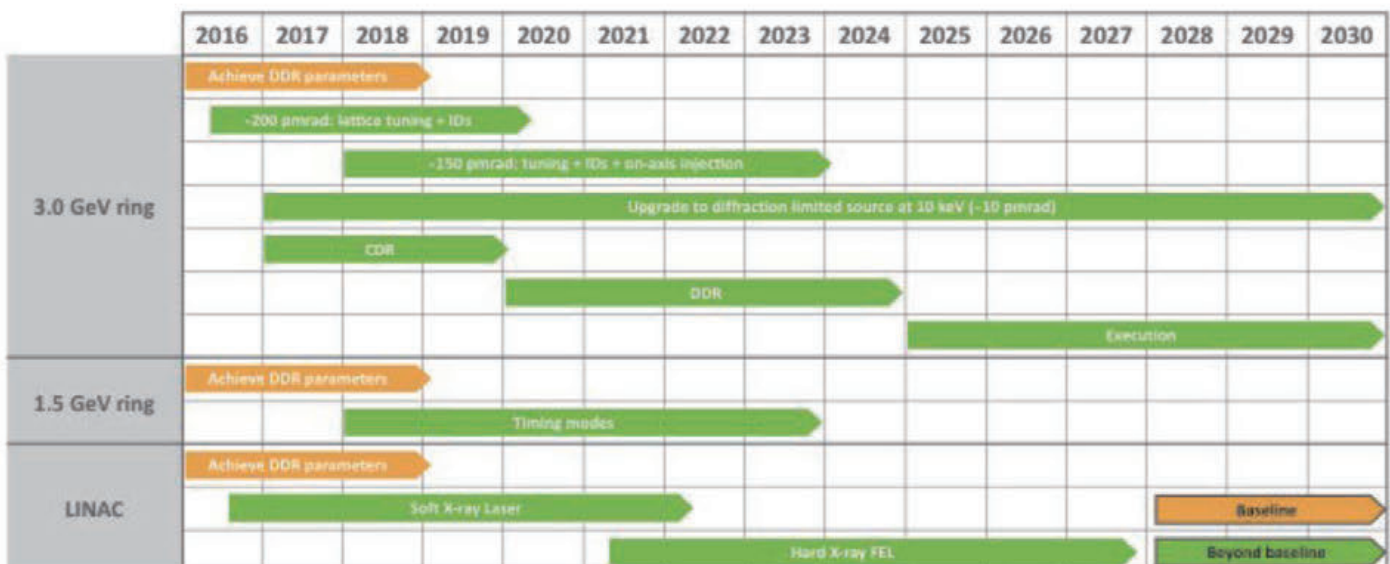 2016 2017 2018 2019 2020 2021 2022 2023 2024 2025 2026 2027 2028 2029 2030
Achieve DDR parameters
~200 pmrad: lattice tuning + IDs
~150 pmrad: tuning + IDs + on-axis injection
3.0 GeV ring
Upgrade to diffraction limited source at 10 keV (~10 pmrad)
CDR
DDR
Execution
Achieve DDR parameters
1.5 GeV ring
Timing modes
Achieve DDR parameters
LINAC
Soft X-ray Laser
Baseline
Hard X-ray FEL
Beyond baseline